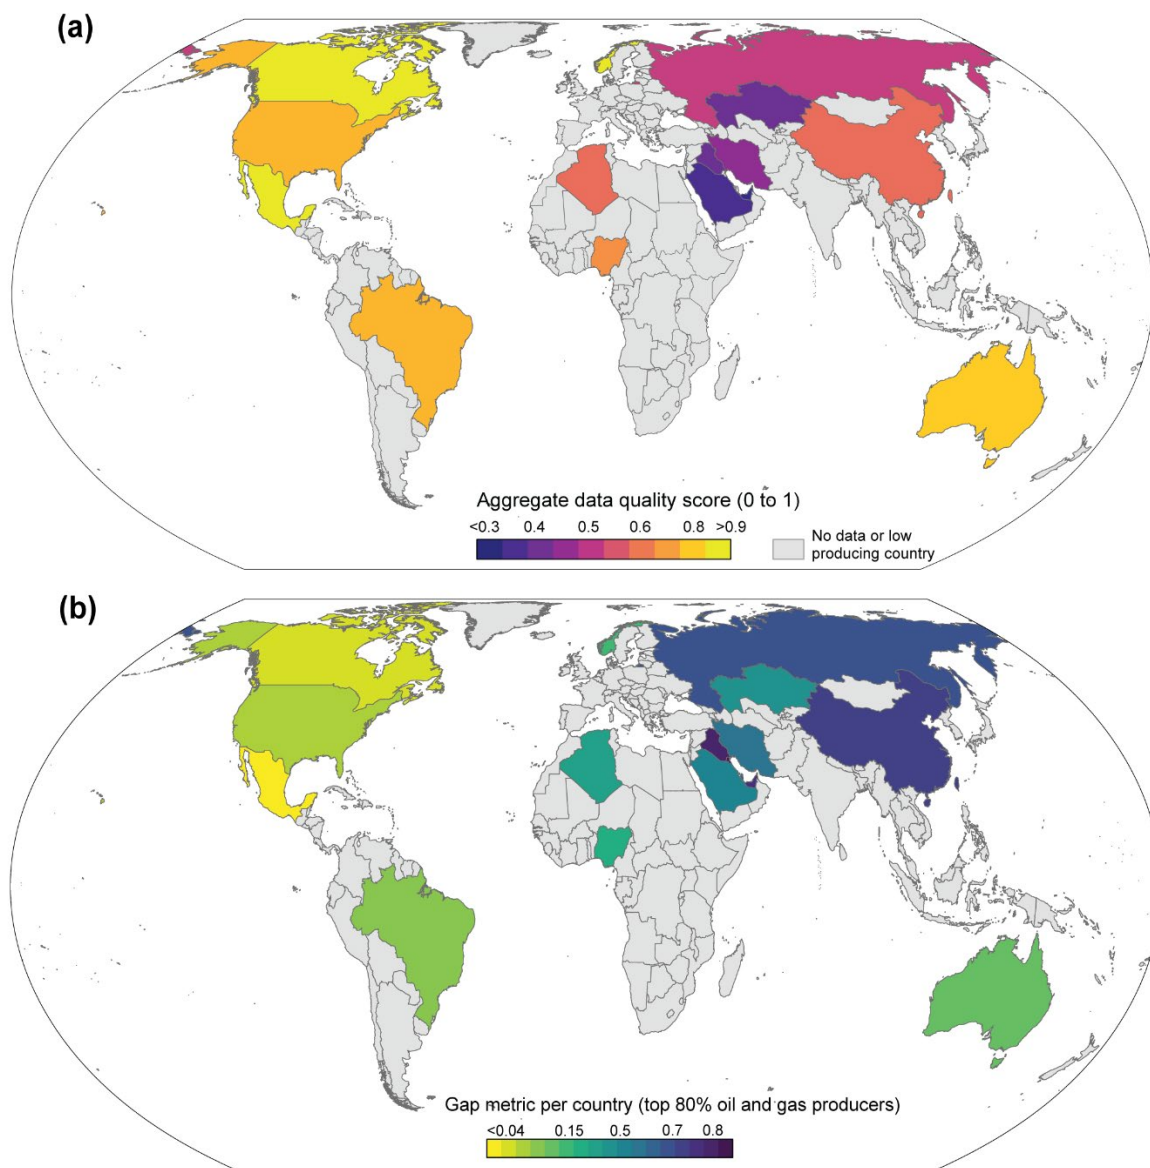 (a)
Aggregate data quality score (0 to 1)
<0.3 0.4 0.5 0.6 0.8 >0.9
No data or low
producing country
(b)
Gap metric per country (top 80% oil and gas producers)
<0.04 0.15 0.5 0.7 0.8